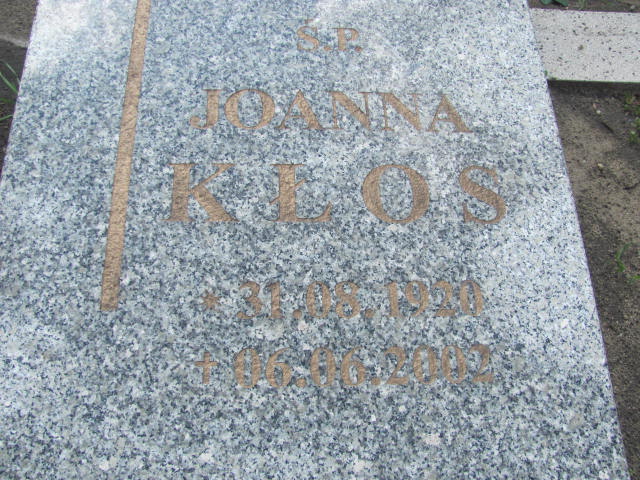 Ś.P.
JOANNA
KŁOS
* 31.08.1920
+ 06.06.2002